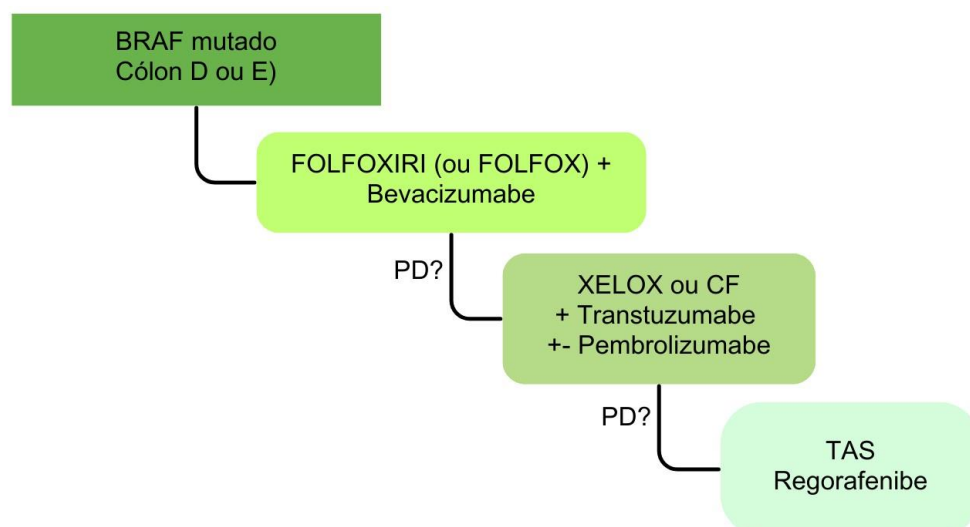 BRAF mutado
Cólon D ou E)
FOLFOXIRI (ou FOLFOX) +
Bevacizumabe
PD?
XELOX ou CF
+ Transtuzumabe
+- Pembrolizumabe
PD?
TAS
Regorafenibe